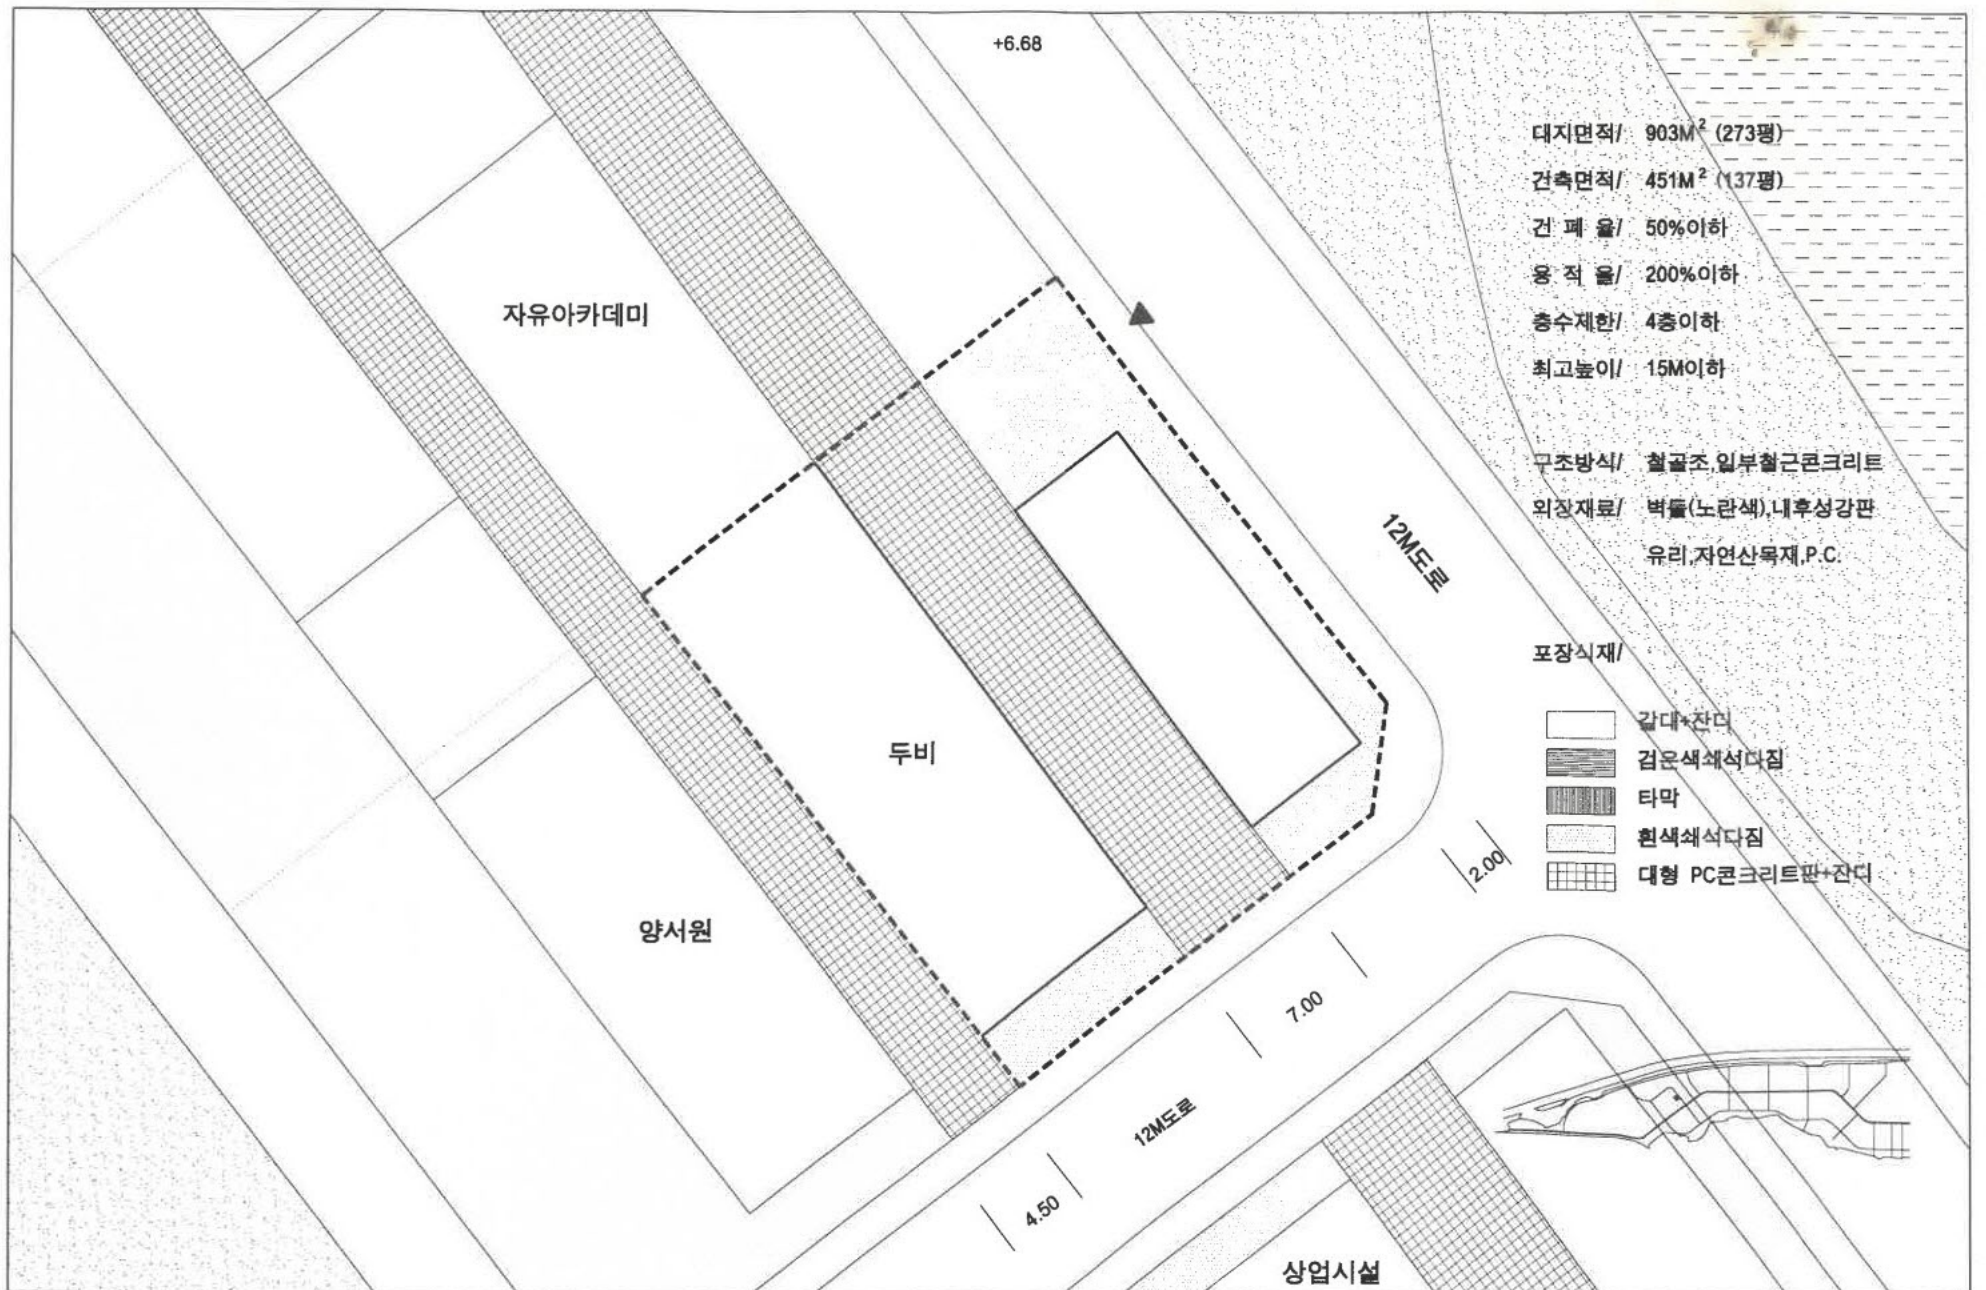 +6.68
대지면적/ 903M² (273평)
건축면적/ 451M² (137평)
건 폐 율/ 50%이하
용 적 율/ 200%이하
층수제한/ 4층이하
최고높이/ 15M이하
구조방식/ 철골조,일부철근콘크리트
외장재료/ 벽돌(노란색),내후성강판
유리,자연산목재,P.C.
자유아카데미
12M도로
포장식재/
갈대+잔디
검은색쇄석다짐
타막
흰색쇄석다짐
대형 PC콘크리트판+잔디
두비
양서원
2.00
7.00
12M도로
4.50
상업시설